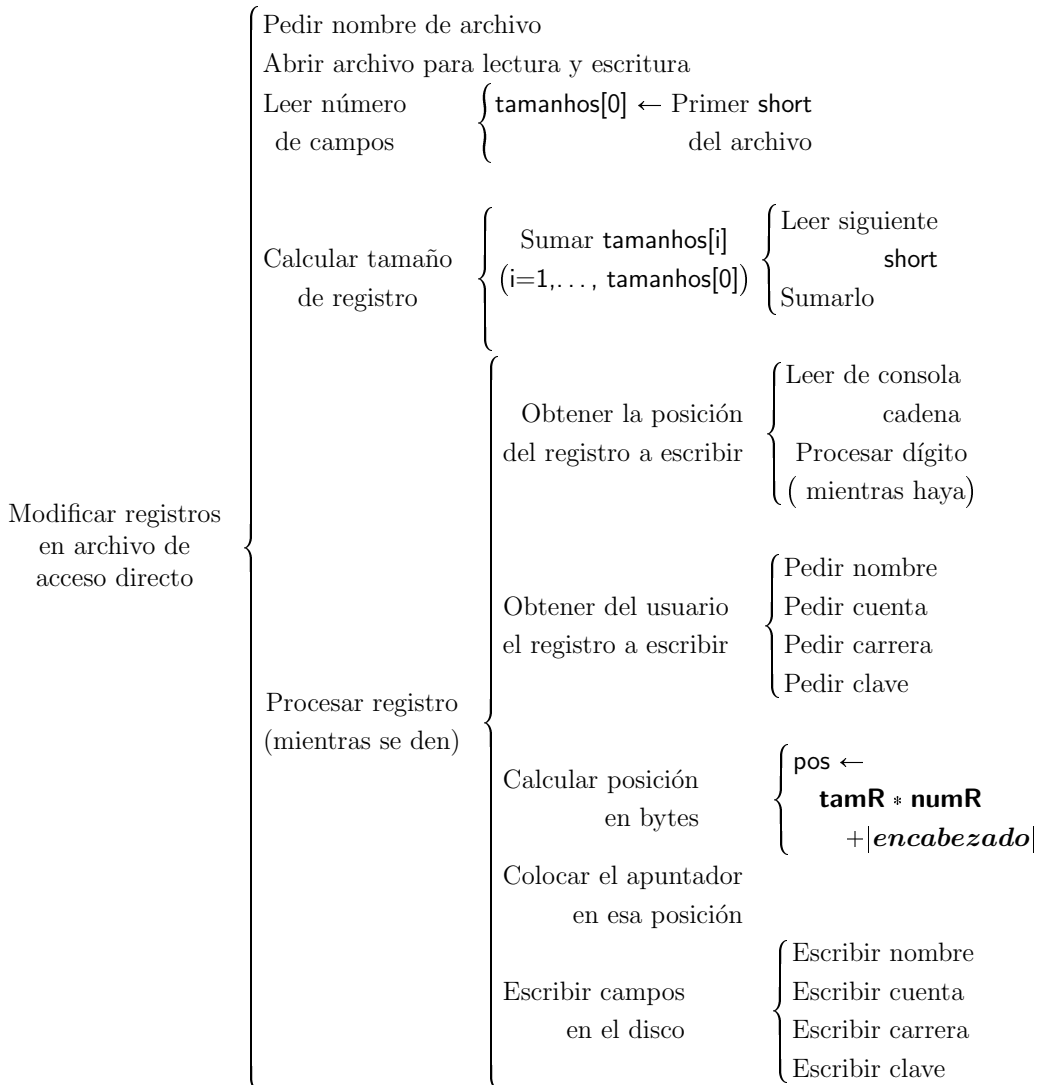 Pedir nombre de archivo
Abrir archivo para lectura y escritura
Leer número
de campos
tamanhos[0] ← Primer short
del archivo
Calcular tamaño
de registro
Sumar tamanhos[i]
(i=1,..., tamanhos[0])
Leer siguiente
short
Sumarlo
Modificar registros
en archivo de
acceso directo
Procesar registro
(mientras se den)
Obtener la posición
del registro a escribir
Leer de consola
cadena
Procesar dígito
( mientras haya)
Obtener del usuario
el registro a escribir
Pedir nombre
Pedir cuenta
Pedir carrera
Pedir clave
Calcular posición
en bytes
pos ←
tamR * numR
+|encabezado|
Colocar el apuntador
en esa posición
Escribir campos
en el disco
Escribir nombre
Escribir cuenta
Escribir carrera
Escribir clave